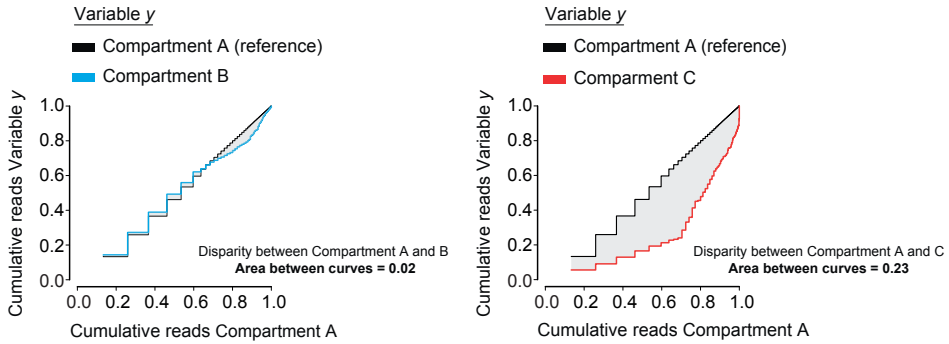 Variable y
Compartment A (reference)
Compartment B
Cumulative reads Variable y
1.0
0.8
0.6
0.4
0.2
0.0
0.0 0.2 0.4 0.6 0.8 1.0
Disparity between Compartment A and B
Area between curves = 0.02
Cumulative reads Compartment A
Variable y
Compartment A (reference)
Comparment C
Cumulative reads Variable y
1.0
0.8
0.6
0.4
0.2
0.0
0.0 0.2 0.4 0.6 0.8 1.0
Disparity between Compartment A and C
Area between curves = 0.23
Cumulative reads Compartment A